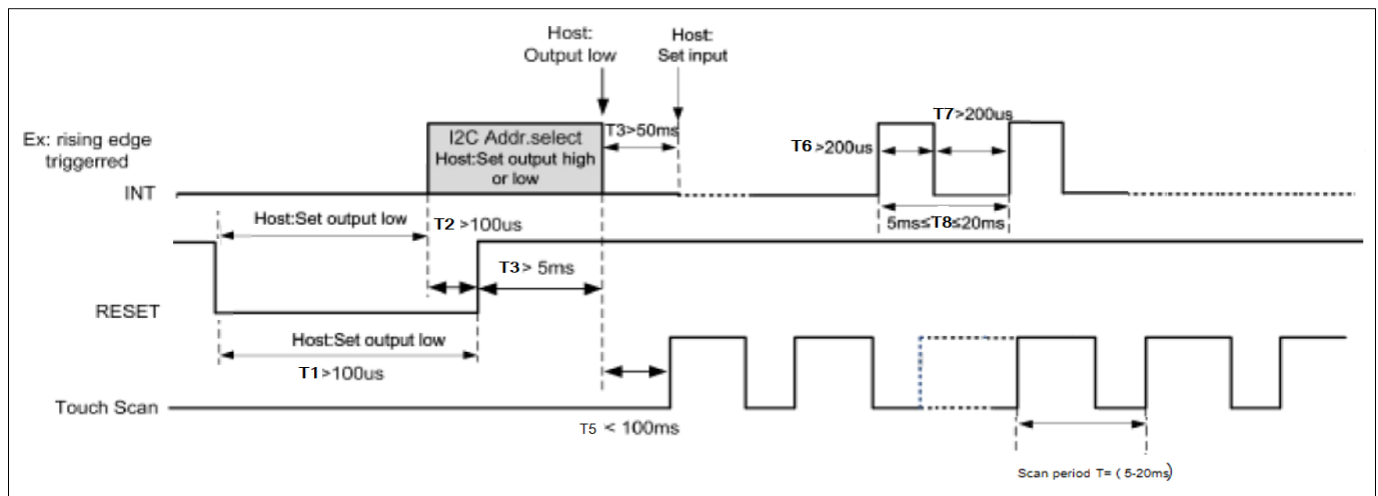 Host:
Output low
Host:
Set input
Ex: rising edge
triggerred
INT
I2C Addr.select
Host:Set output high
or low
T3>50ms
T6 >200us
T7>200us
5ms≤T8≤20ms
Host:Set output low
T2 >100us
T3> 5ms
RESET
Host:Set output low
T1>100us
Touch Scan
T5 < 100ms
Scan period T= ( 5-20ms)